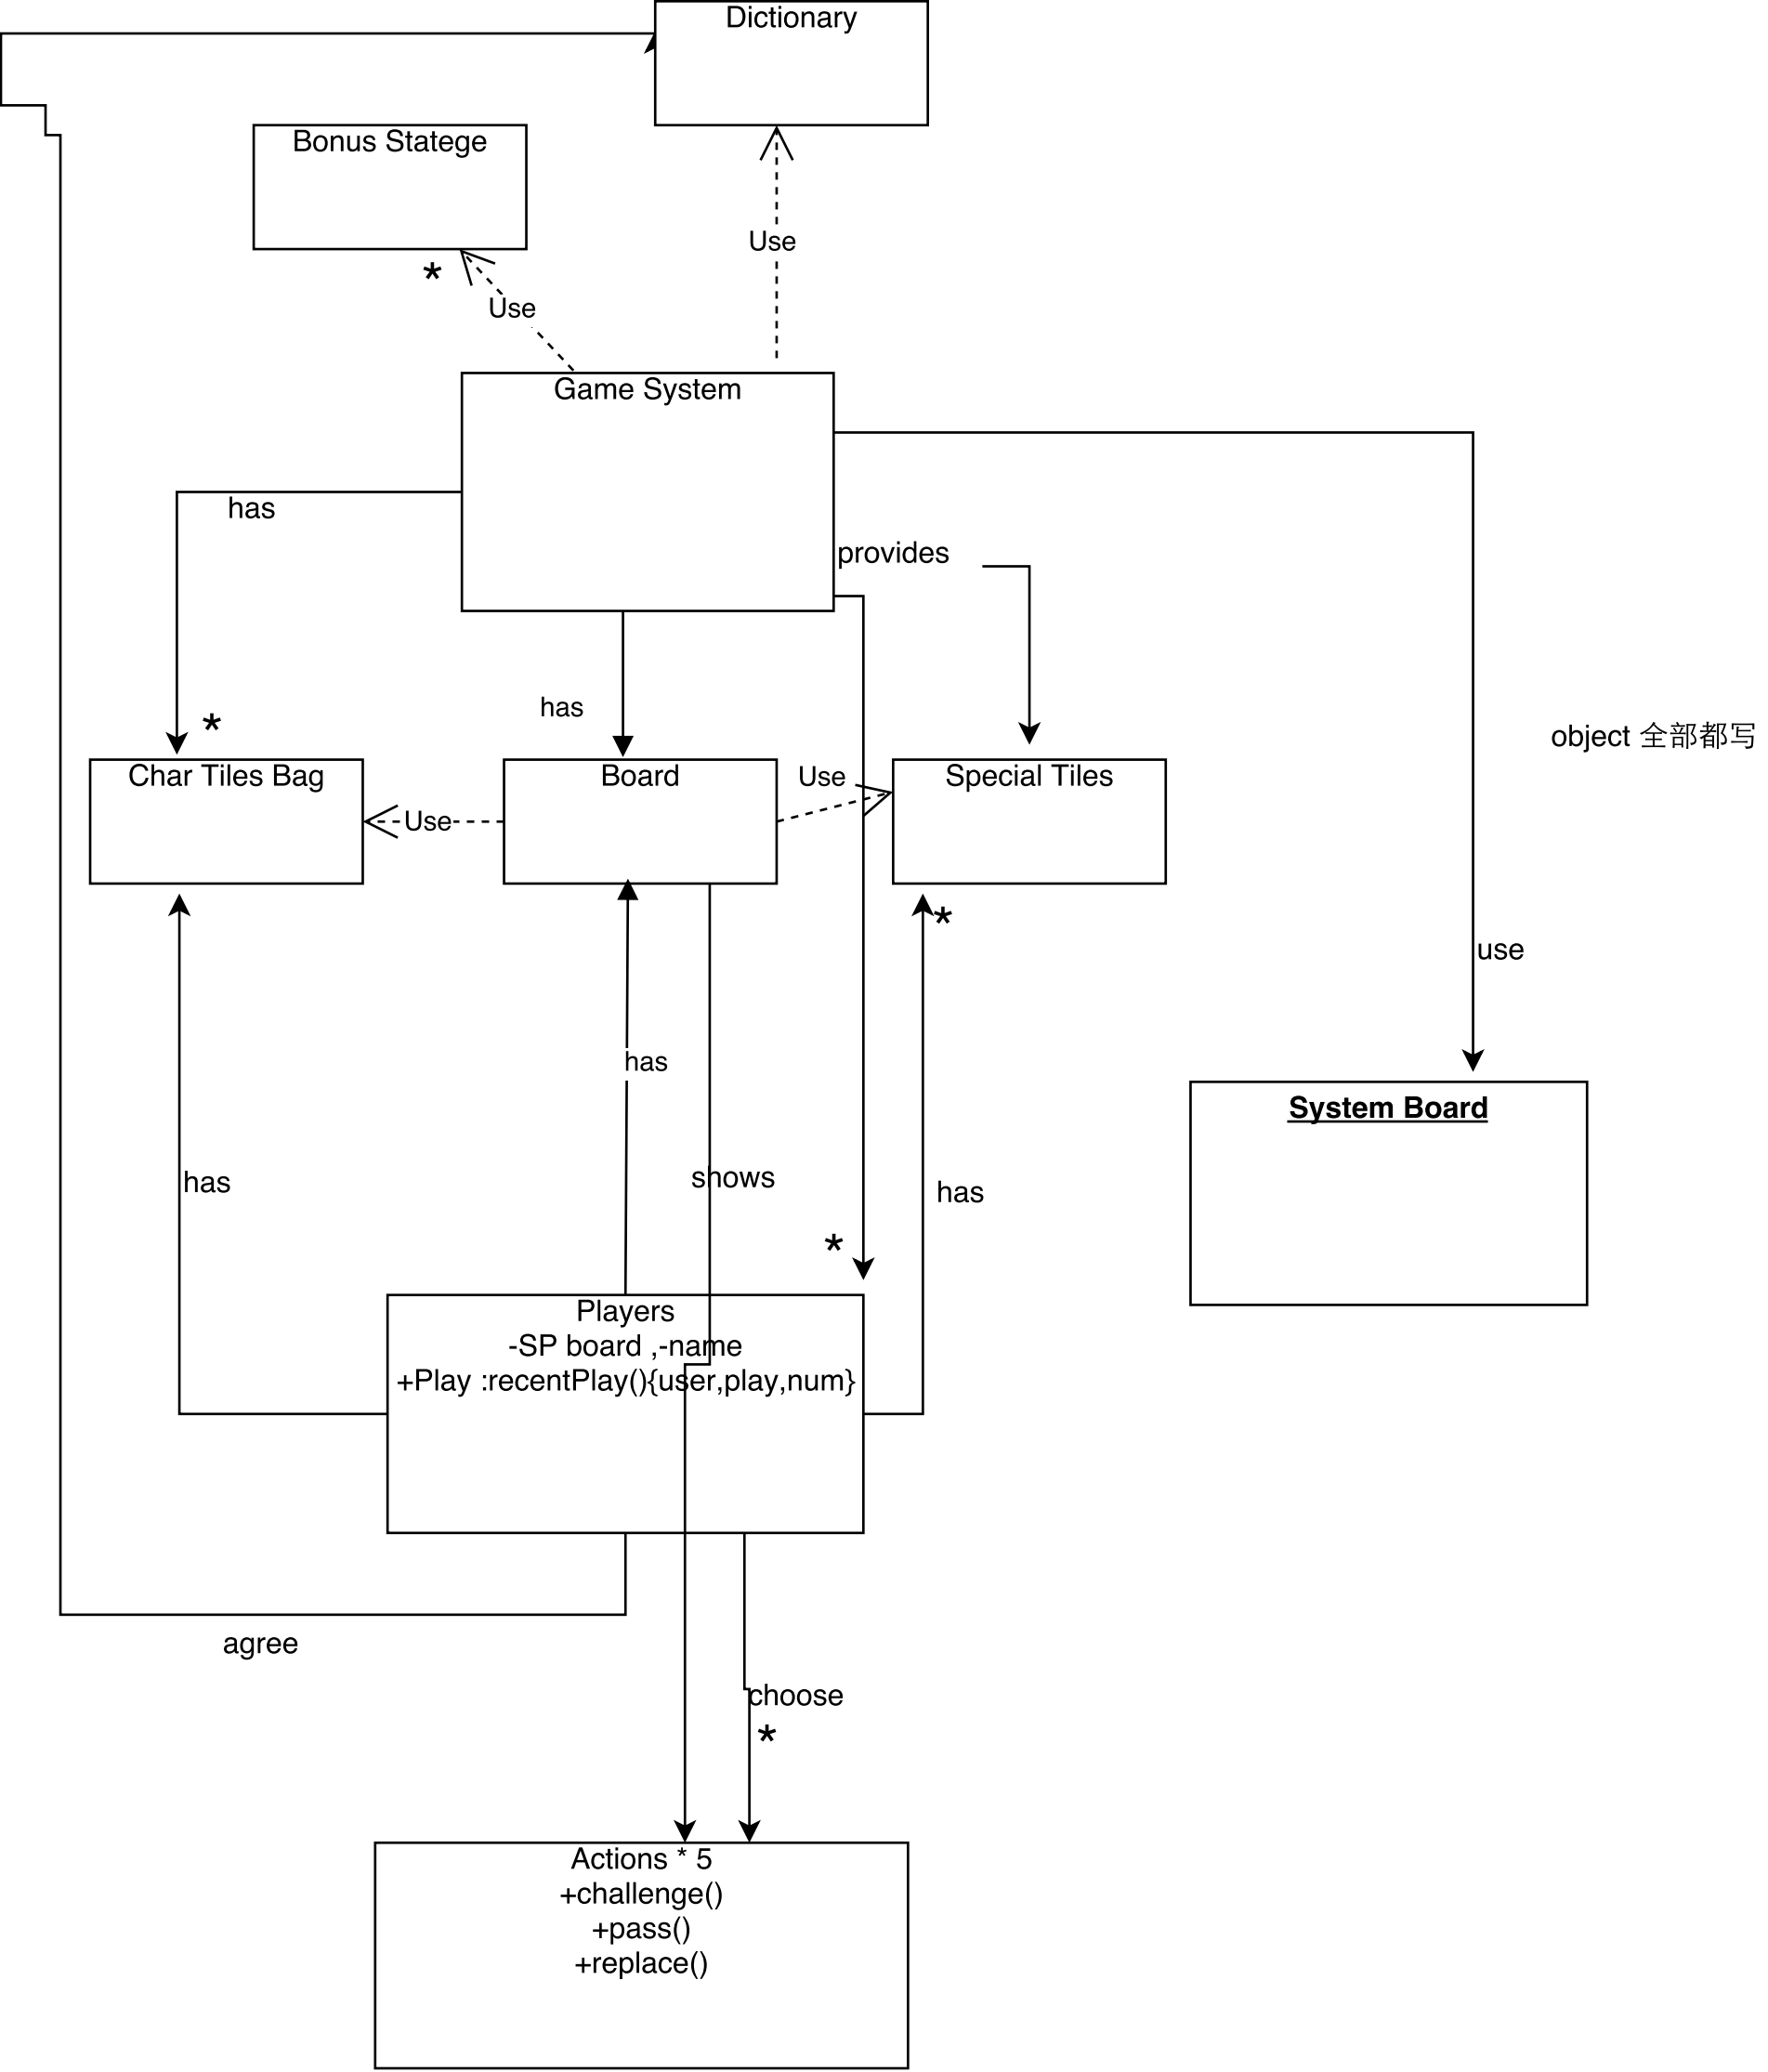 Dictionary
Bonus Statege
Use
*
Use
Game System
has
provides
has
*
object 全部都写
Char Tiles Bag
Board
Use
Special Tiles
Use
*
use
has
System Board
shows
has
has
*
Players
-SP board ,-name
+Play :recentPlay(){user,play,num}
agree
choose
*
Actions * 5
+challenge()
+pass()
+replace()